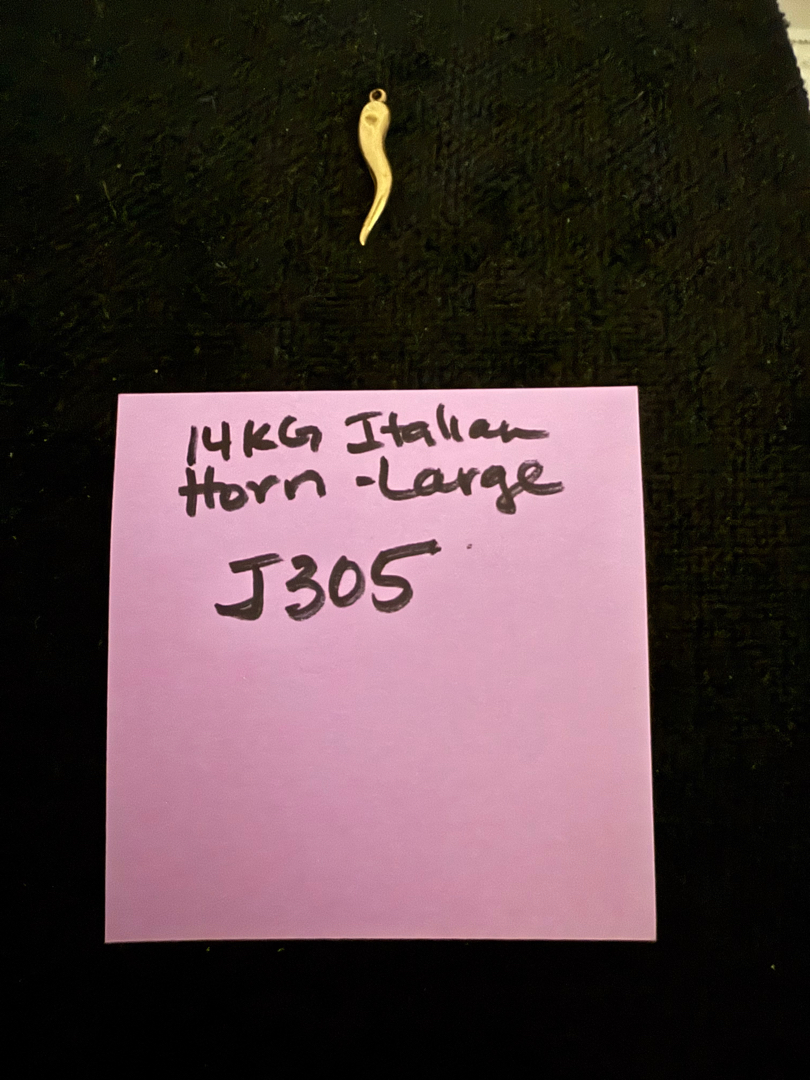 14KG Italian
Horn - Large
J305